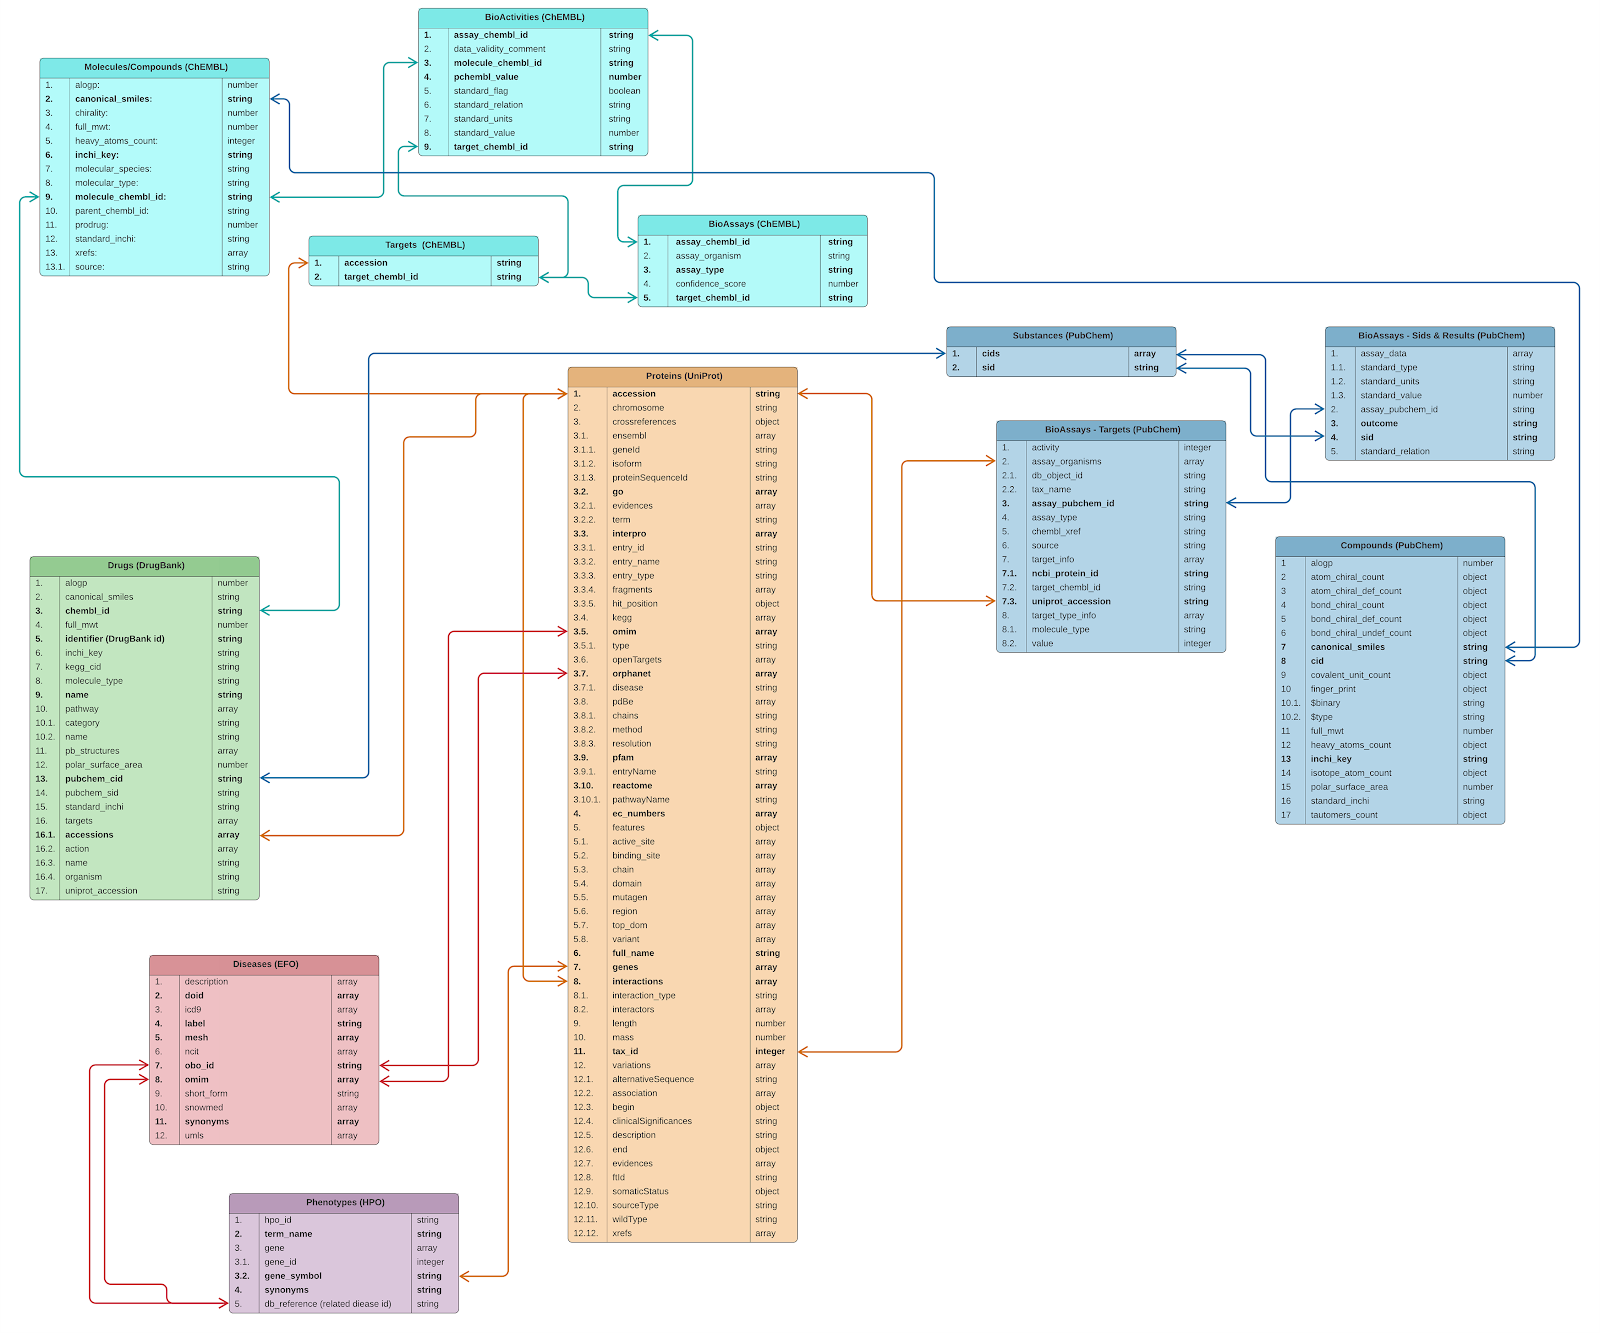 BioActivities (ChEMBL)
1. assay_chembl_id string
2. data_validity_comment string
3. molecule_chembl_id string
4. pchembl_value number
5. standard_flag boolean
6. standard_relation string
7. standard_units string
8. standard_value number
9. target_chembl_id string
Molecules/Compounds (ChEMBL)
1. alogp: number
2. canonical_smiles: string
3. chirality: number
4. full_mwt: number
5. heavy_atoms_count: integer
6. inchi_key: string
7. molecular_species: string
8. molecular_type: string
9. molecule_chembl_id: string
10. parent_chembl_id: string
11. prodrug: number
12. standard_inchi: string
13. xrefs: array
13.1. source: string
BioAssays (ChEMBL)
1. assay_chembl_id string
2. assay_organism string
3. assay_type string
4. confidence_score number
5. target_chembl_id string
Targets (ChEMBL)
1. accession string
2. target_chembl_id string
Substances (PubChem)
1. cids array
2. sid string
BioAssays - Sids & Results (PubChem)
1. assay_data array
1.1. standard_type string
1.2. standard_units string
1.3. standard_value number
2. assay_pubchem_id string
3. outcome string
4. sid string
5. standard_relation string
Proteins (UniProt)
1. accession string
2. chromosome string
3. crossreferences object
3.1. ensembl array
3.1.1. geneId string
3.1.2. isoform string
3.1.3. proteinSequenceId string
3.2. go array
3.2.1. evidences array
3.2.2. term string
3.3. interpro array
3.3.1. entry_id string
3.3.2. entry_name string
3.3.3. entry_type string
3.3.4. fragments array
3.3.5. hit_position object
3.4. kegg array
3.5. omim array
3.5.1. type string
3.6. openTargets array
3.7. orphanet array
3.7.1. disease string
3.8. pdBe array
3.8.1. chains string
3.8.2. method string
3.8.3. resolution string
3.9. pfam array
3.9.1. entryName string
3.10. reactome array
3.10.1. pathwayName string
4. ec_numbers array
5. features object
5.1. active_site array
5.2. binding_site array
5.3. chain array
5.4. domain array
5.5. mutagen array
5.6. region array
5.7. top_dom array
5.8. variant array
6. full_name string
7. genes array
8. interactions array
8.1. interaction_type string
8.2. interactors array
9. length number
10. mass number
11. tax_id integer
12. variations array
12.1. alternativeSequence string
12.2. association array
12.3. begin object
12.4. clinicalSignificances string
12.5. description string
12.6. end object
12.7. evidences array
12.8. ftId string
12.9. somaticStatus object
12.10. sourceType string
12.11. wildType string
12.12. xrefs array
BioAssays - Targets (PubChem)
1. activity integer
2. assay_organisms array
2.1. db_object_id string
2.2. tax_name string
3. assay_pubchem_id string
4. assay_type string
5. chembl_xref string
6. source string
7. target_info array
7.1. ncbi_protein_id string
7.2. target_chembl_id string
7.3. uniprot_accession string
8. target_type_info array
8.1. molecule_type string
8.2. value integer
Compounds (PubChem)
1 alogp number
2 atom_chiral_count object
3 atom_chiral_def_count object
4 bond_chiral_count object
5 bond_chiral_def_count object
6 bond_chiral_undef_count object
7 canonical_smiles string
8 cid string
9 covalent_unit_count object
10 finger_print object
10.1. $binary string
10.2. $type string
11 full_mwt number
12 heavy_atoms_count object
13 inchi_key string
14 isotope_atom_count object
15 polar_surface_area number
16 standard_inchi string
17 tautomers_count object
Drugs (DrugBank)
1. alogp number
2. canonical_smiles string
3. chembl_id string
4. full_mwt number
5. identifier (DrugBank id) string
6. inchi_key string
7. kegg_cid string
8. molecule_type string
9. name string
10. pathway array
10.1. category string
10.2. name string
11. pb_structures array
12. polar_surface_area number
13. pubchem_cid string
14. pubchem_sid string
15. standard_inchi string
16. targets array
16.1. accessions array
16.2. action array
16.3. name string
16.4. organism string
17. uniprot_accession string
Diseases (EFO)
1. description array
2. doid array
3. icd9 array
4. label string
5. mesh array
6. ncit array
7. obo_id string
8. omim array
9. short_form string
10. snowmed array
11. synonyms array
12. umls array
Phenotypes (HPO)
1. hpo_id string
2. term_name string
3. gene array
3.1. gene_id integer
3.2. gene_symbol string
4. synonyms string
5. db_reference (related diease id) string